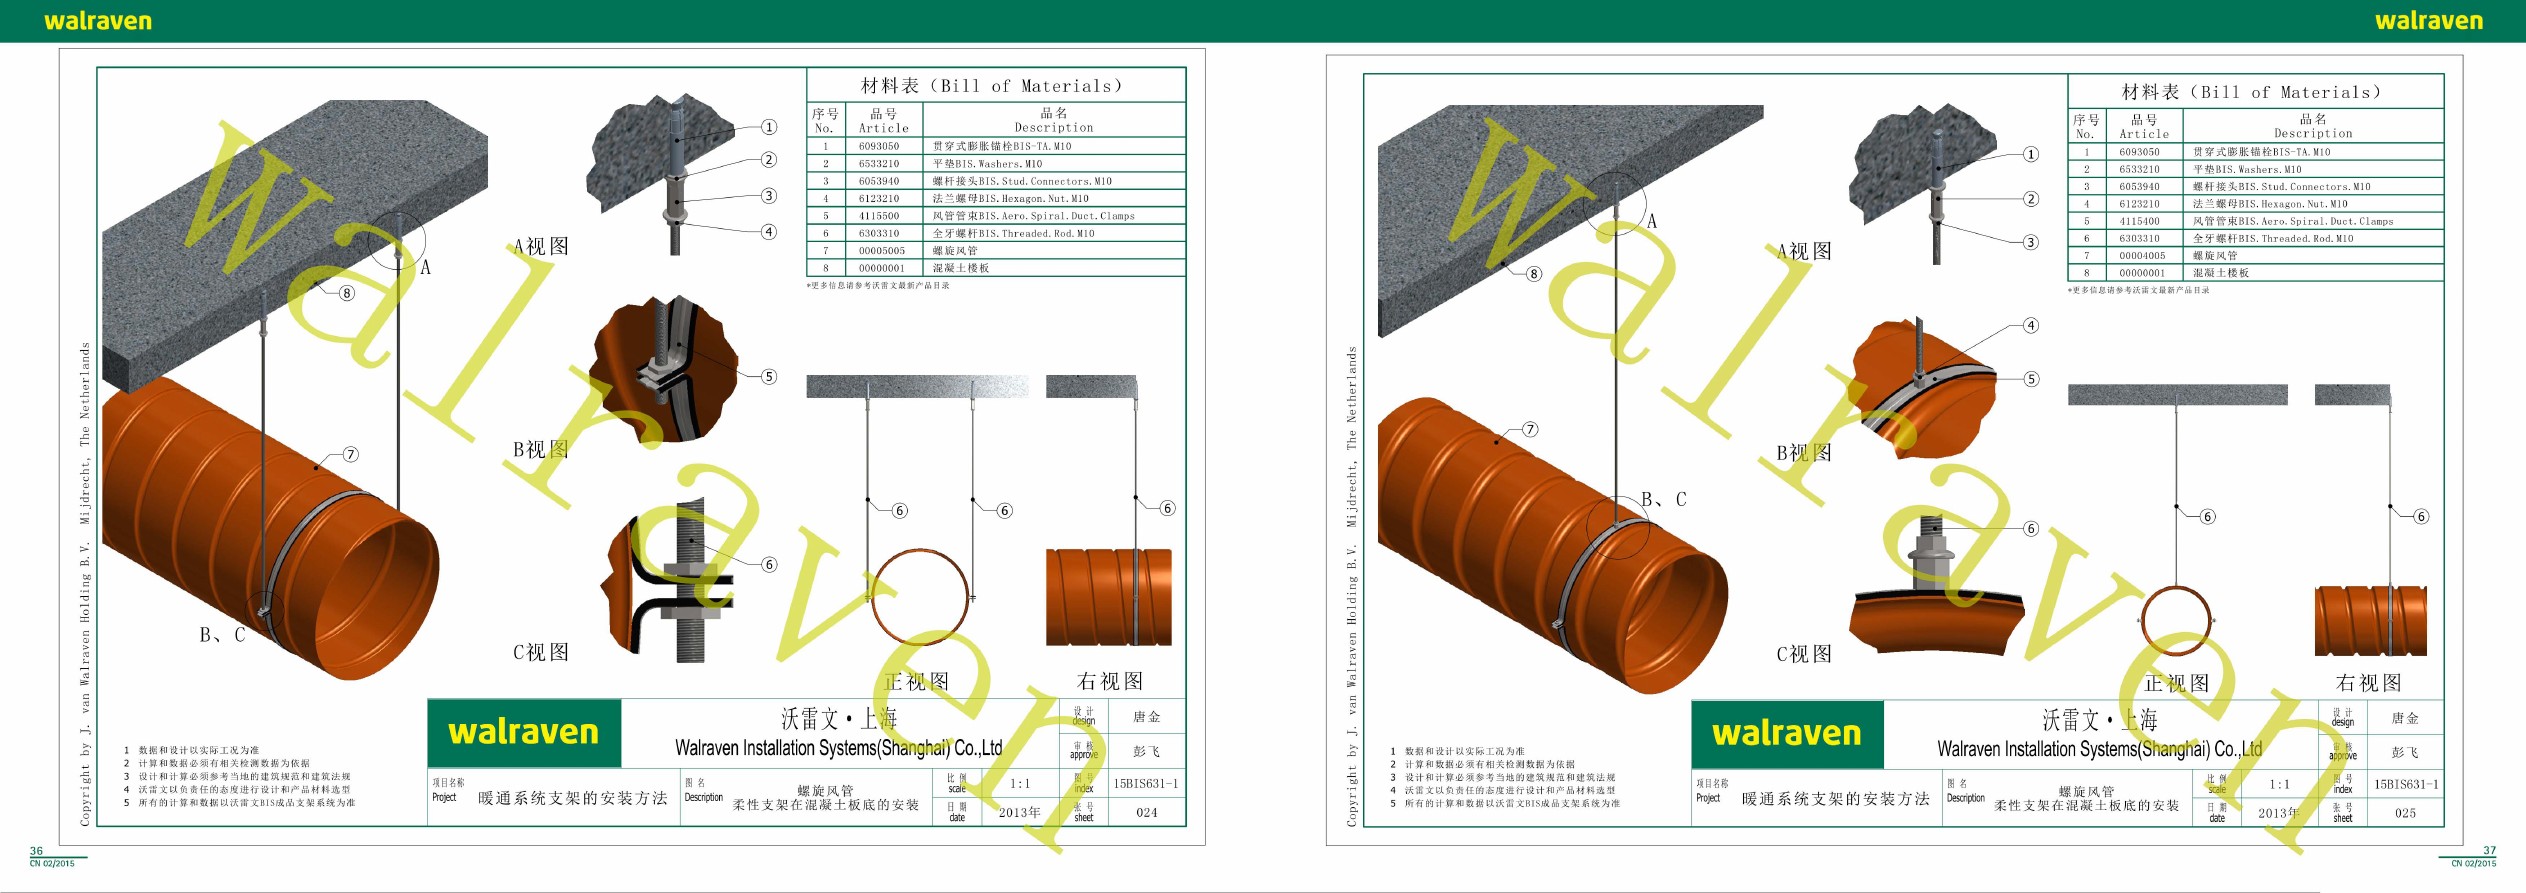 walraven
walraven
材料表（Bill of Materials）
序号 品号 品名
No. Article Description
1 6093050 贯穿式膨胀锚栓BIS-TA.M10
2 6533210 平垫BIS.Washers.M10
3 6053940 螺杆接头BIS.Stud.Connectors.M10
4 6123210 法兰螺母BIS.Hexagon.Nut.M10
5 4115500 风管管束BIS.Aero.Spiral.Duct.Clamps
6 6303310 全牙螺杆BIS.Threaded.Rod.M10
7 00005005 螺旋风管
8 00000001 混凝土楼板
*更多信息请参考沃雷文最新产品目录
1
2
3
4
A视图
A
8
5
B视图
7
6
C视图
B、C
6
6
6
正视图
右视图
walraven
Copyright by J. van Walraven Holding B.V. Mijdrecht, The Netherlands
1 数据和设计以实际工况为准
2 计算和数据必须有相关检测数据为依据
3 设计和计算必须参考当地的建筑规范和建筑法规
4 沃雷文以负责任的态度进行设计和产品材料选型
5 所有的计算和数据以沃雷文BIS成品支架系统为准
walraven
沃雷文·上海
Walraven Installation Systems(Shanghai) Co.,Ltd
设计 design 唐金
审核 approve 彭飞
项目名称 Project 暖通系统支架的安装方法
图名 Description 螺旋风管
柔性支架在混凝土板底的安装
比例 scale 1:1
图号 index 15BIS631-1
日期 date 2013年
张号 sheet 024
36
CN 02/2015
材料表（Bill of Materials）
序号 品号 品名
No. Article Description
1 6093050 贯穿式膨胀锚栓BIS-TA.M10
2 6533210 平垫BIS.Washers.M10
3 6053940 螺杆接头BIS.Stud.Connectors.M10
4 6123210 法兰螺母BIS.Hexagon.Nut.M10
5 4115400 风管管束BIS.Aero.Spiral.Duct.Clamps
6 6303310 全牙螺杆BIS.Threaded.Rod.M10
7 00004005 螺旋风管
8 00000001 混凝土楼板
*更多信息请参考沃雷文最新产品目录
1
2
3
A视图
A
8
4
5
B视图
7
B、C
6
C视图
6
6
正视图
右视图
walraven
Copyright by J. van Walraven Holding B.V. Mijdrecht, The Netherlands
1 数据和设计以实际工况为准
2 计算和数据必须有相关检测数据为依据
3 设计和计算必须参考当地的建筑规范和建筑法规
4 沃雷文以负责任的态度进行设计和产品材料选型
5 所有的计算和数据以沃雷文BIS成品支架系统为准
walraven
沃雷文·上海
Walraven Installation Systems(Shanghai) Co.,Ltd
设计 design 唐金
审核 approve 彭飞
项目名称 Project 暖通系统支架的安装方法
图名 Description 螺旋风管
柔性支架在混凝土板底的安装
比例 scale 1:1
图号 index 15BIS631-1
日期 date 2013年
张号 sheet 025
37
CN 02/2015